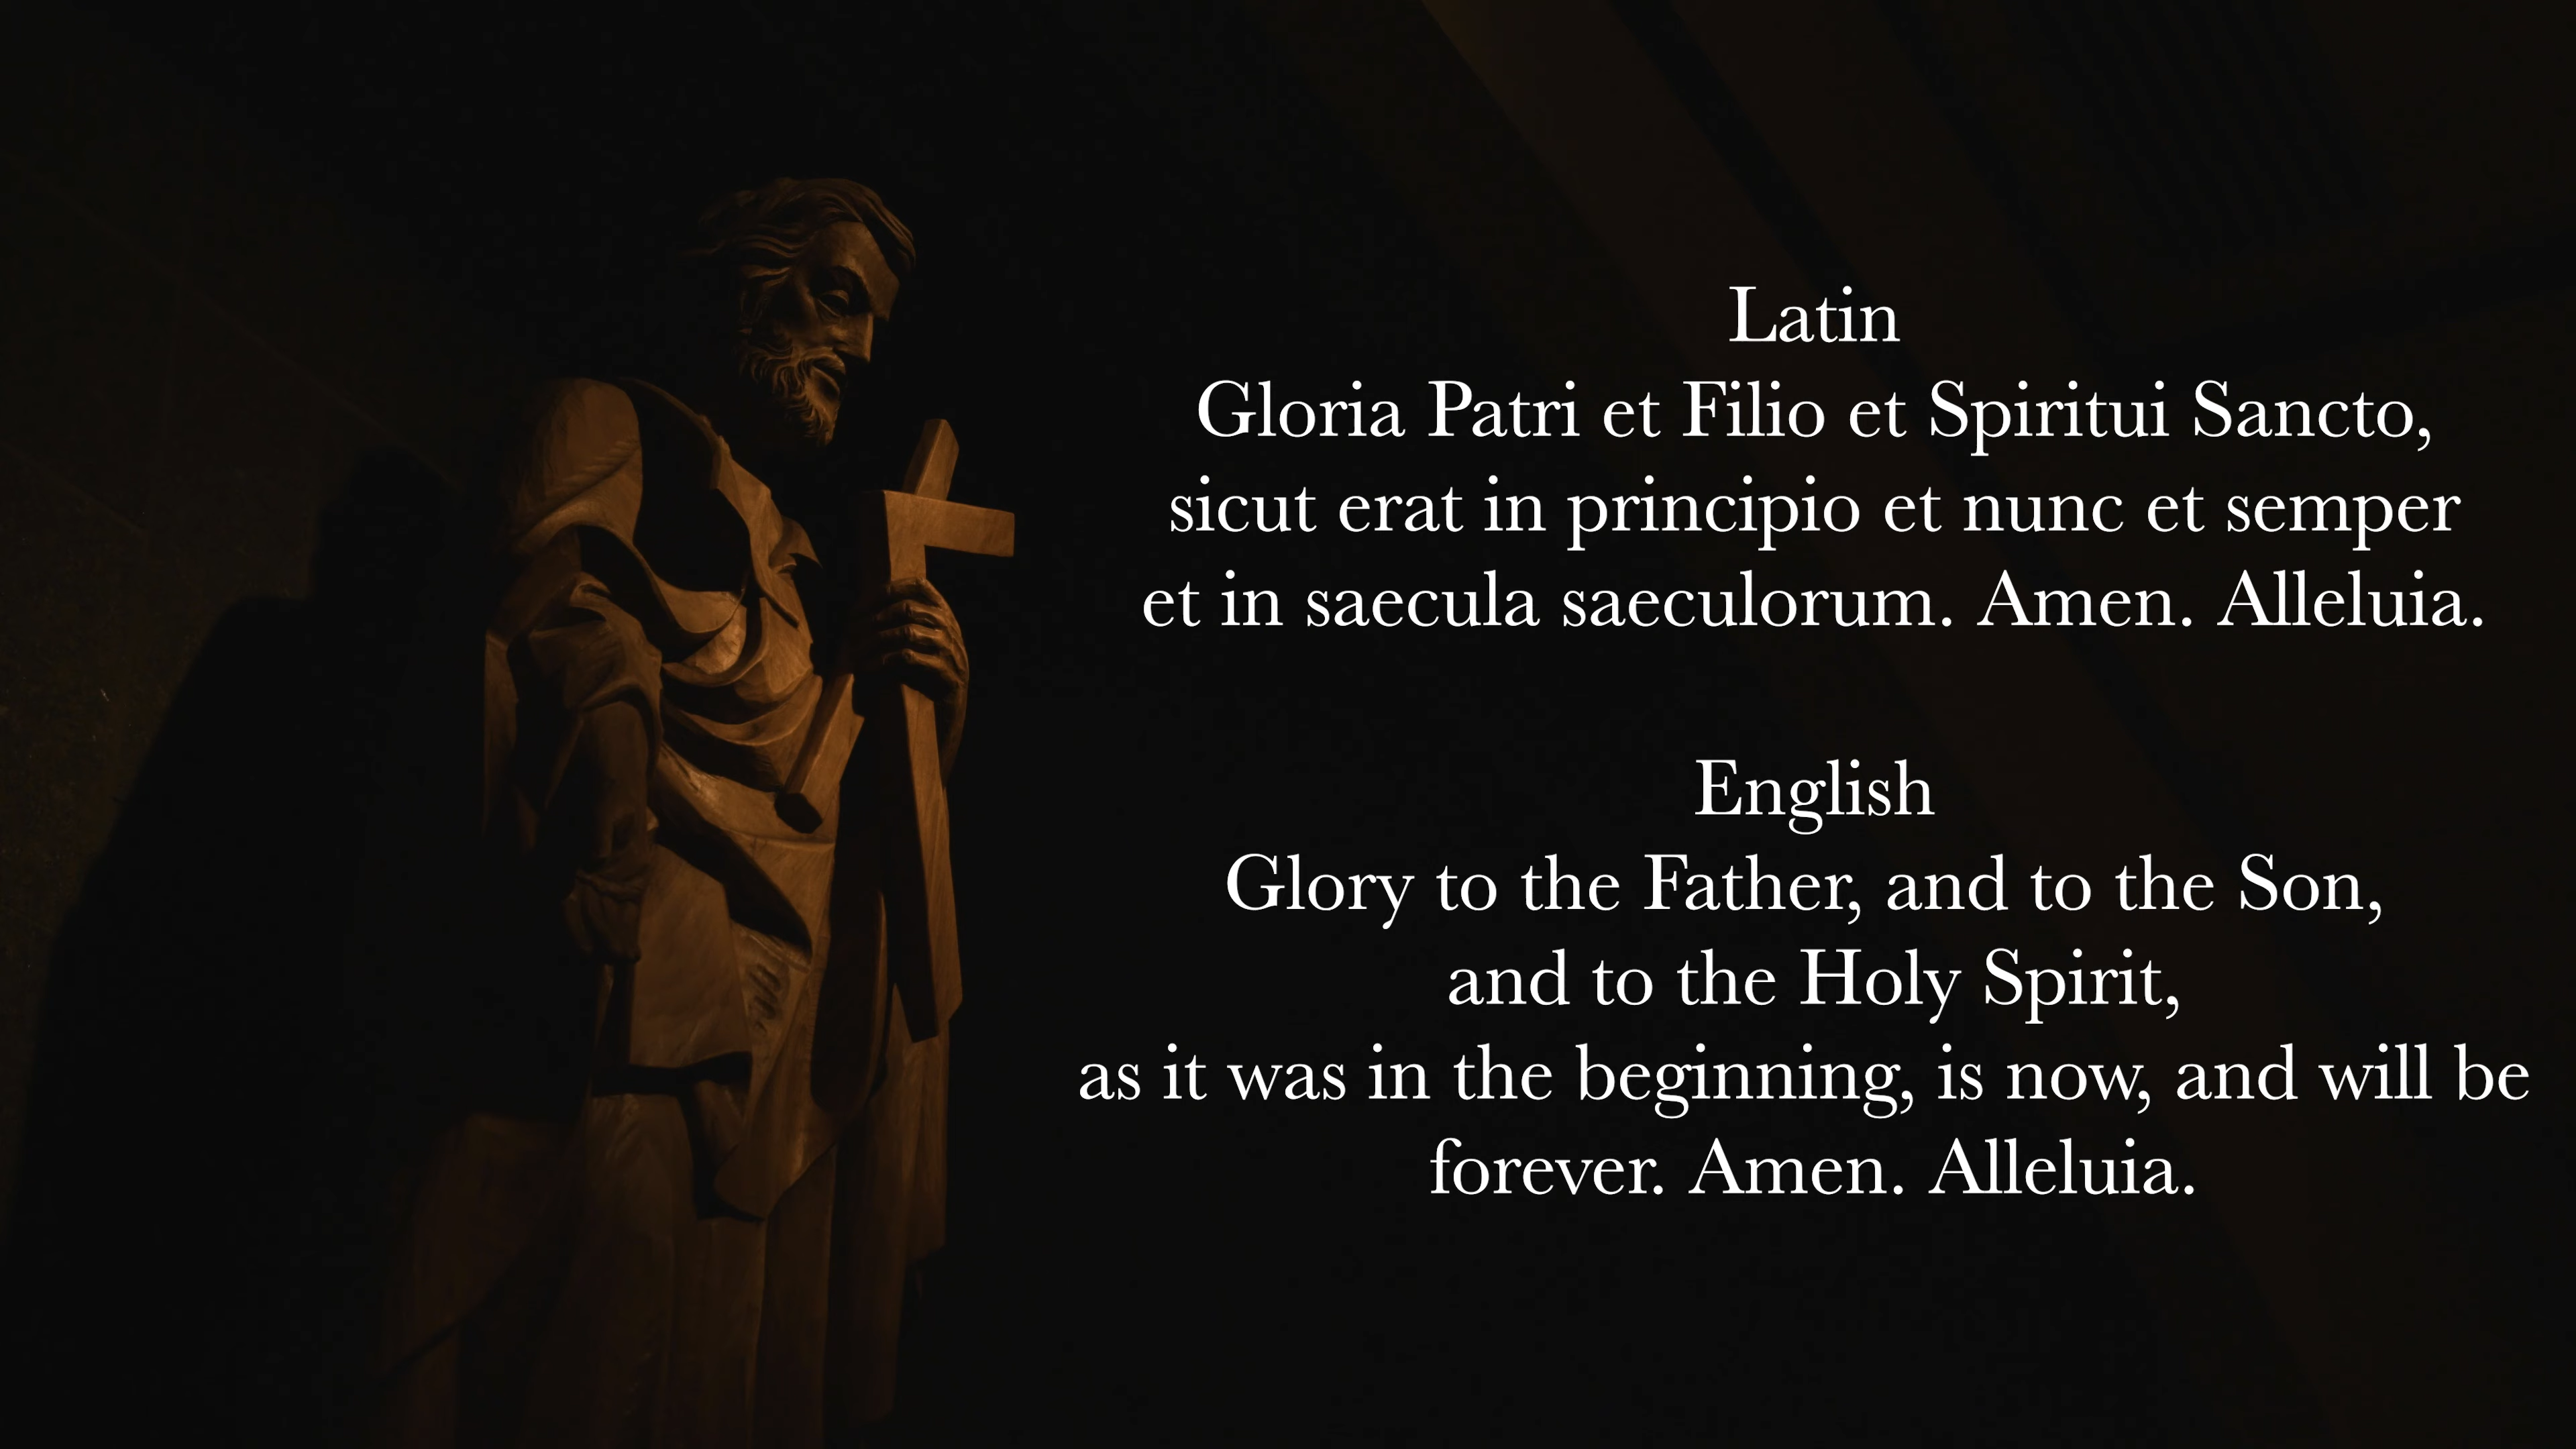 Latin
Gloria Patri et Filio et Spiritui Sancto,
sicut erat in principio et nunc et semper
et in saecula saeculorum. Amen. Alleluia.
English
Glory to the Father, and to the Son,
and to the Holy Spirit,
as it was in the beginning, is now, and will be
forever. Amen. Alleluia.